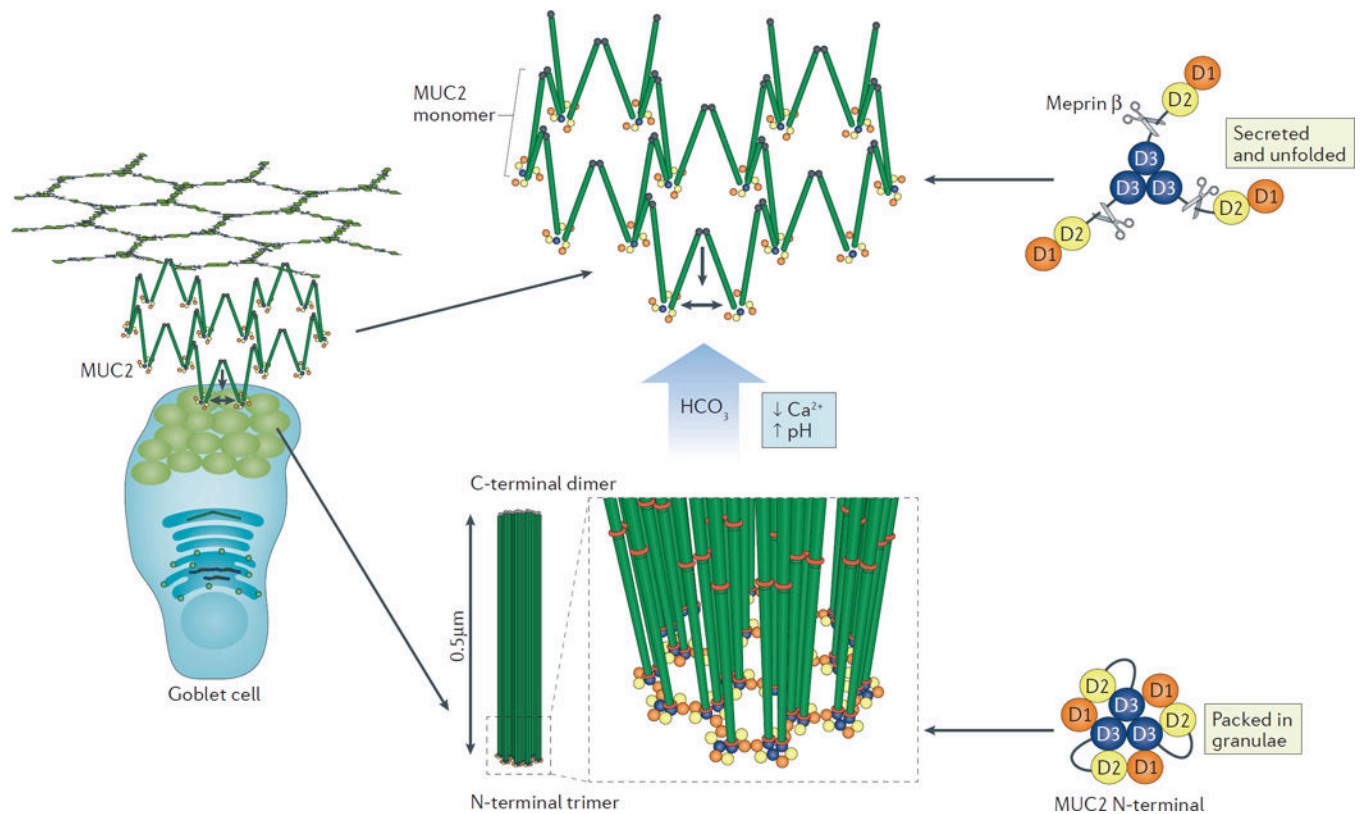 MUC2
monomer
Meprin β
D1
D2
D3
D3
D3
D2
D1
D2
D1
Secreted
and unfolded
MUC2
HCO₃
↓ Ca²⁺
↑ pH
Goblet cell
C-terminal dimer
0.5μm
N-terminal trimer
D2
D1
D3
D1
D3
D3
D2
D2
D1
Packed in
granulae
MUC2 N-terminal